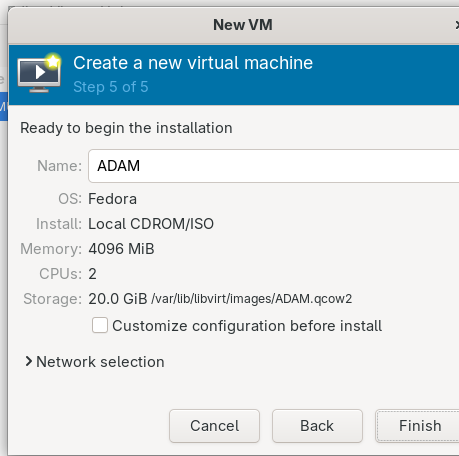 New VM
Create a new virtual machine
Step 5 of 5
Ready to begin the installation
Name: ADAM
OS: Fedora
Install: Local CDROM/ISO
Memory: 4096 MiB
CPUs: 2
Storage: 20.0 GiB /var/lib/libvirt/images/ADAM.qcow2
Customize configuration before install
Network selection
Cancel Back Finish